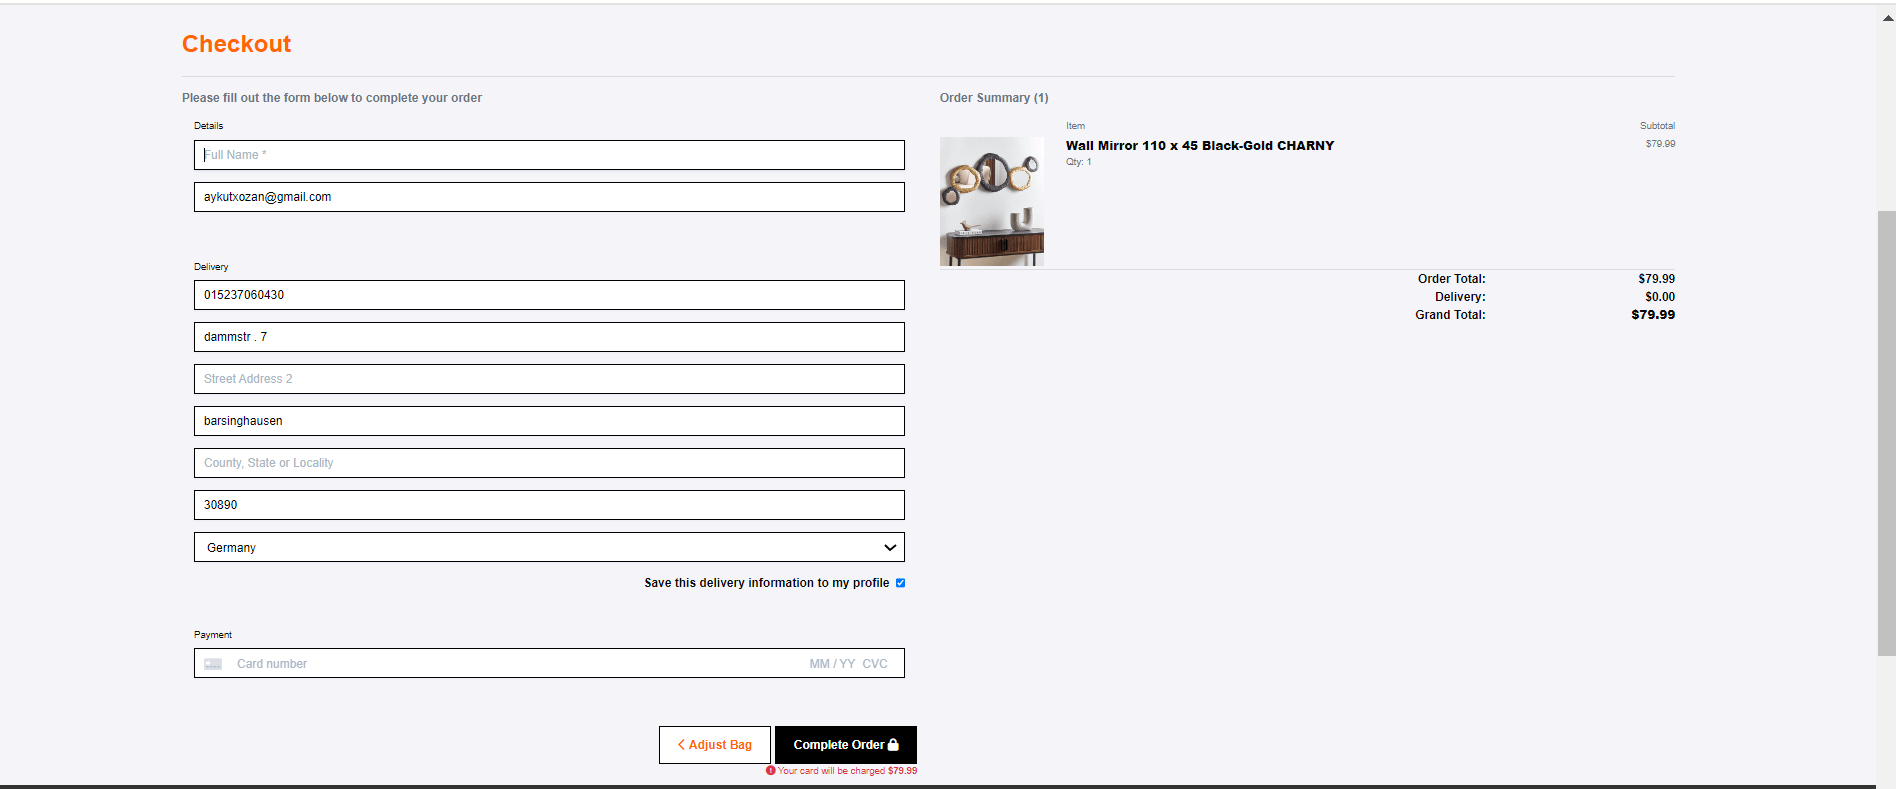 Checkout
Please fill out the form below to complete your order
Details
Full Name *
aykutxozan@gmail.com
Delivery
015237060430
dammstr . 7
Street Address 2
barsinghausen
County, State or Locality
30890
Germany
Save this delivery information to my profile
Payment
Card number MM / YY CVC
Adjust Bag Complete Order
Your card will be charged $79.99
Order Summary (1)
Item Subtotal
Wall Mirror 110 x 45 Black-Gold CHARNY $79.99
Qty: 1
Order Total: $79.99
Delivery: $0.00
Grand Total: $79.99